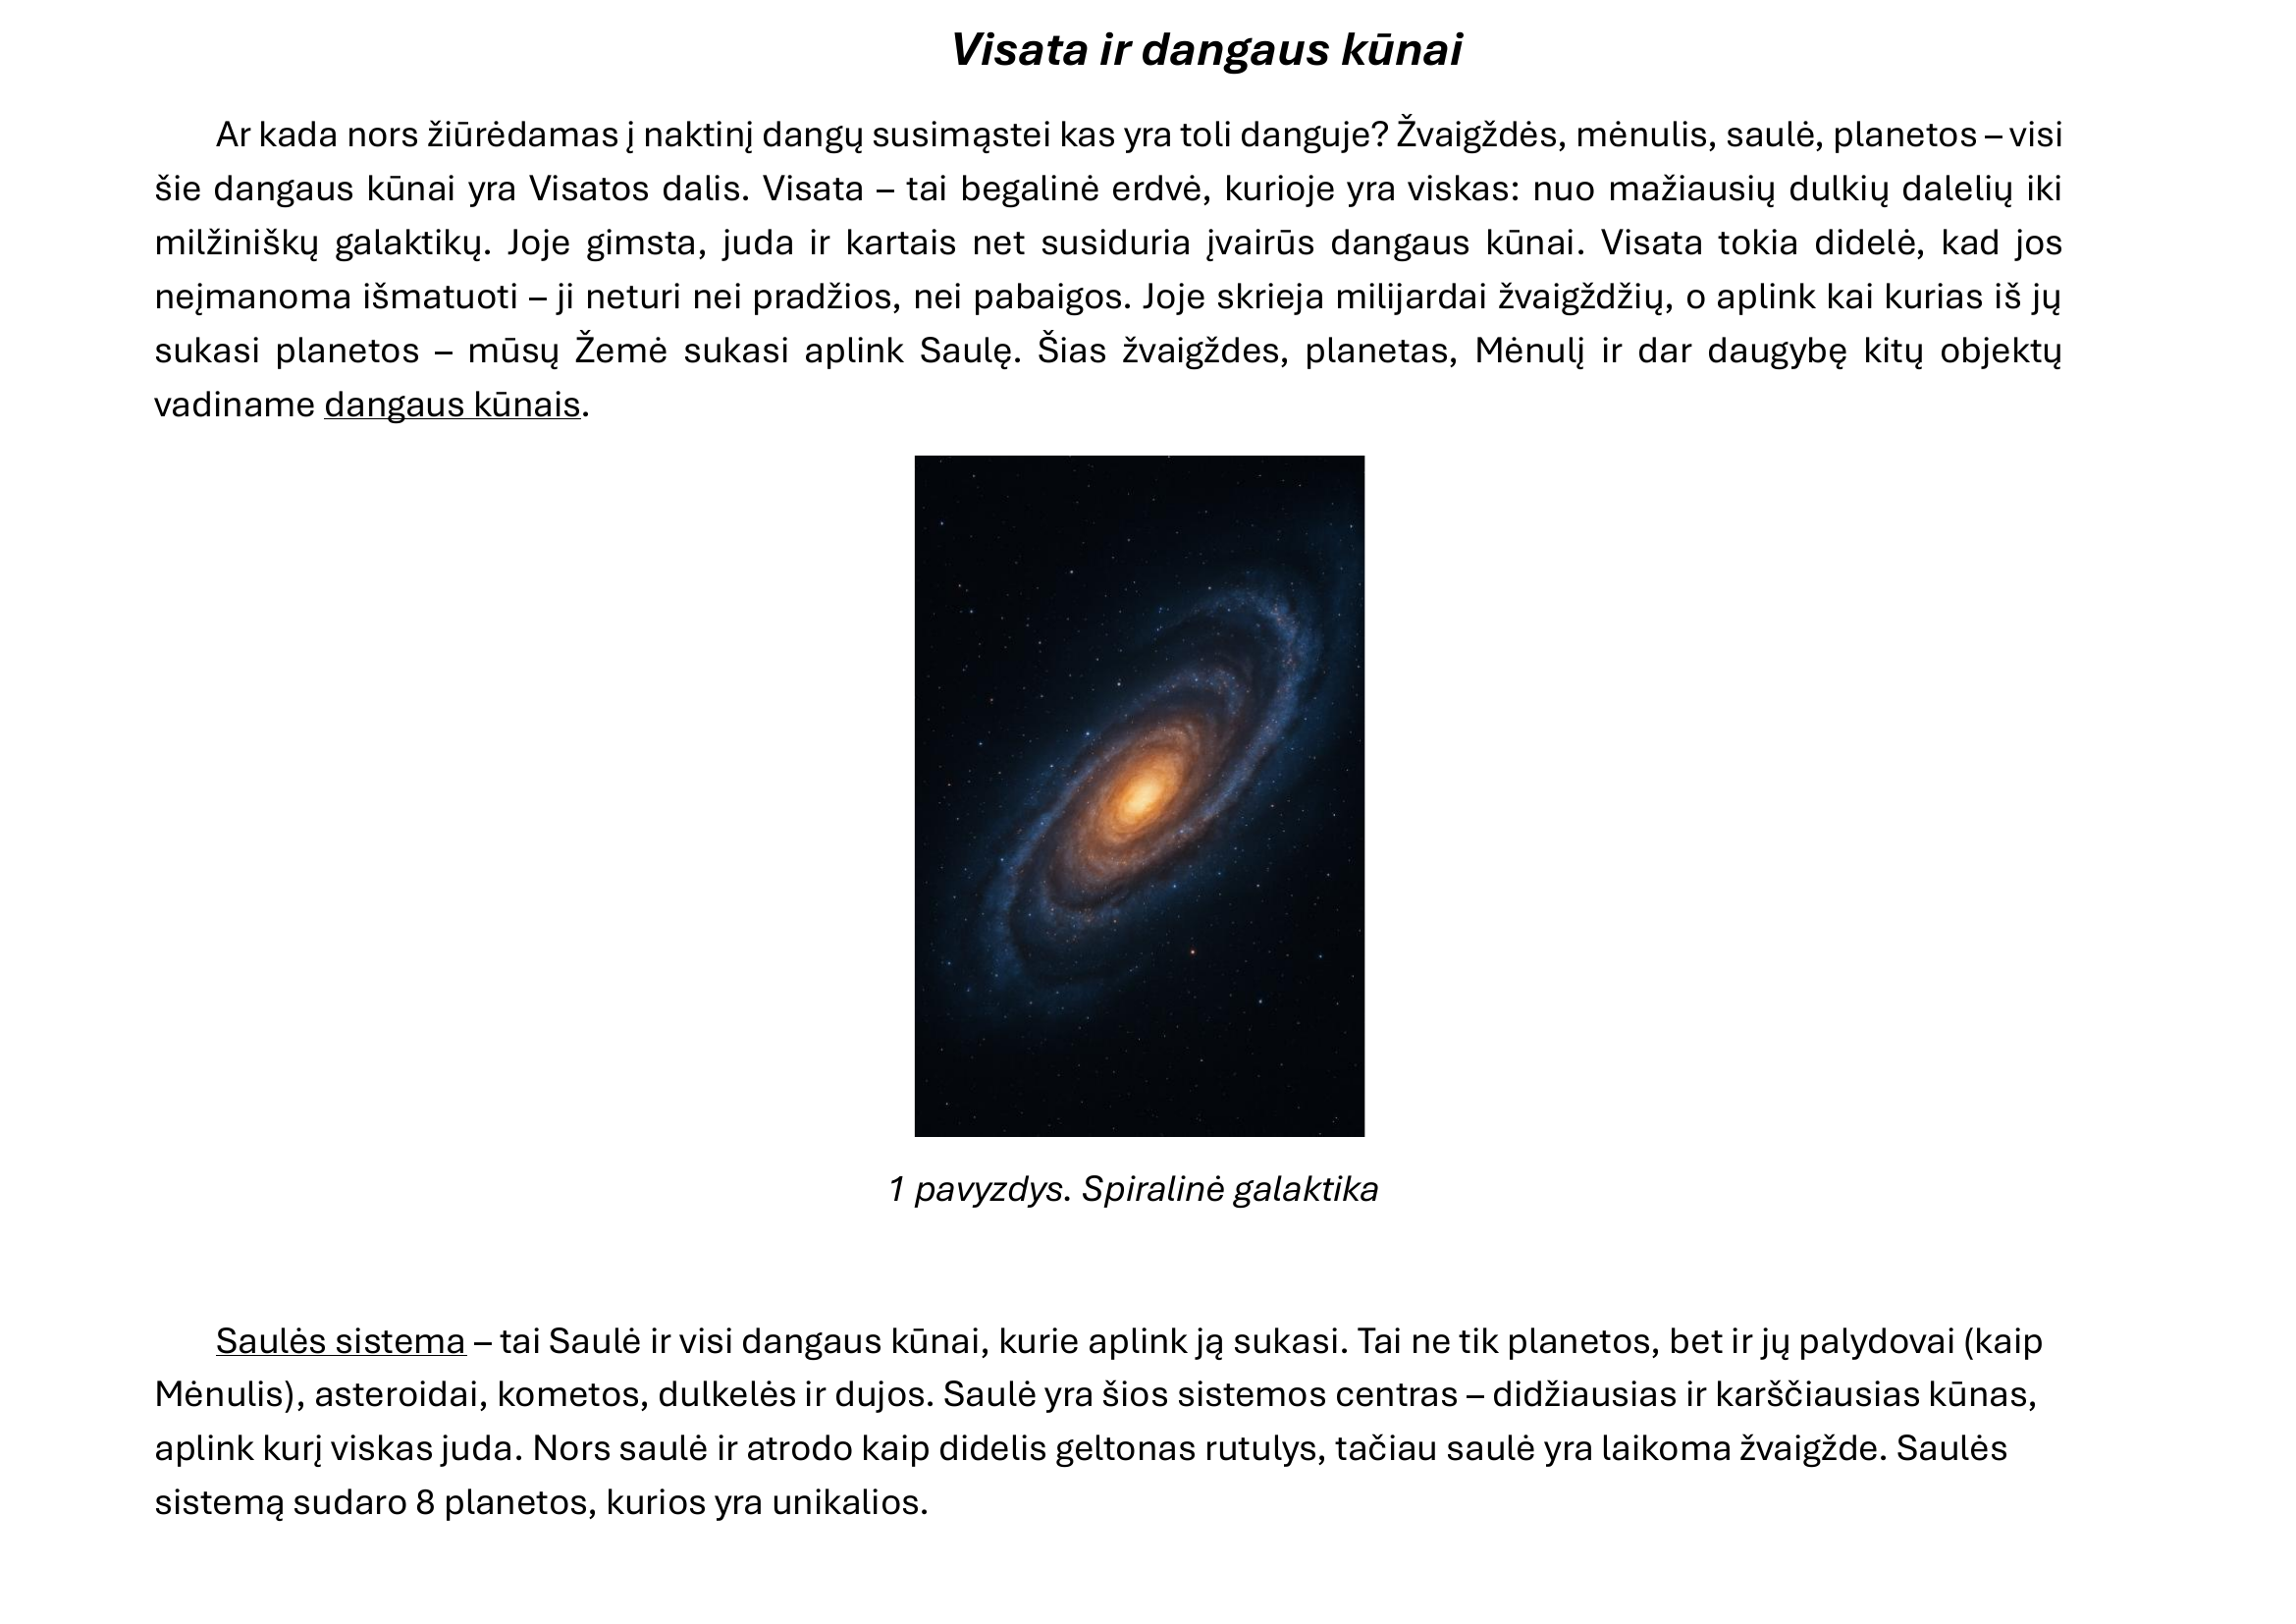 Visata ir dangaus kūnai
Ar kada nors žiūrėdamas į naktinį dangų susimąstei kas yra toli danguje? Žvaigždės, mėnulis, saulė, planetos – visi
šie dangaus kūnai yra Visatos dalis. Visata – tai begalinė erdvė, kurioje yra viskas: nuo mažiausių dulkių dalelių iki
milžiniškų galaktikų. Joje gimsta, juda ir kartais net susiduria įvairūs dangaus kūnai. Visata tokia didelė, kad jos
neįmanoma išmatuoti – ji neturi nei pradžios, nei pabaigos. Joje skrieja milijardai žvaigždžių, o aplink kai kurias iš jų
sukasi planetos – mūsų Žemė sukasi aplink Saulę. Šias žvaigždes, planetas, Mėnulį ir dar daugybę kitų objektų
vadiname dangaus kūnais.
1 pavyzdys. Spiralinė galaktika
Saulės sistema – tai Saulė ir visi dangaus kūnai, kurie aplink ją sukasi. Tai ne tik planetos, bet ir jų palydovai (kaip
Mėnulis), asteroidai, kometos, dulkelės ir dujos. Saulė yra šios sistemos centras – didžiausias ir karščiausias kūnas,
aplink kurį viskas juda. Nors saulė ir atrodo kaip didelis geltonas rutulys, tačiau saulė yra laikoma žvaigžde. Saulės
sistemą sudaro 8 planetos, kurios yra unikalios.